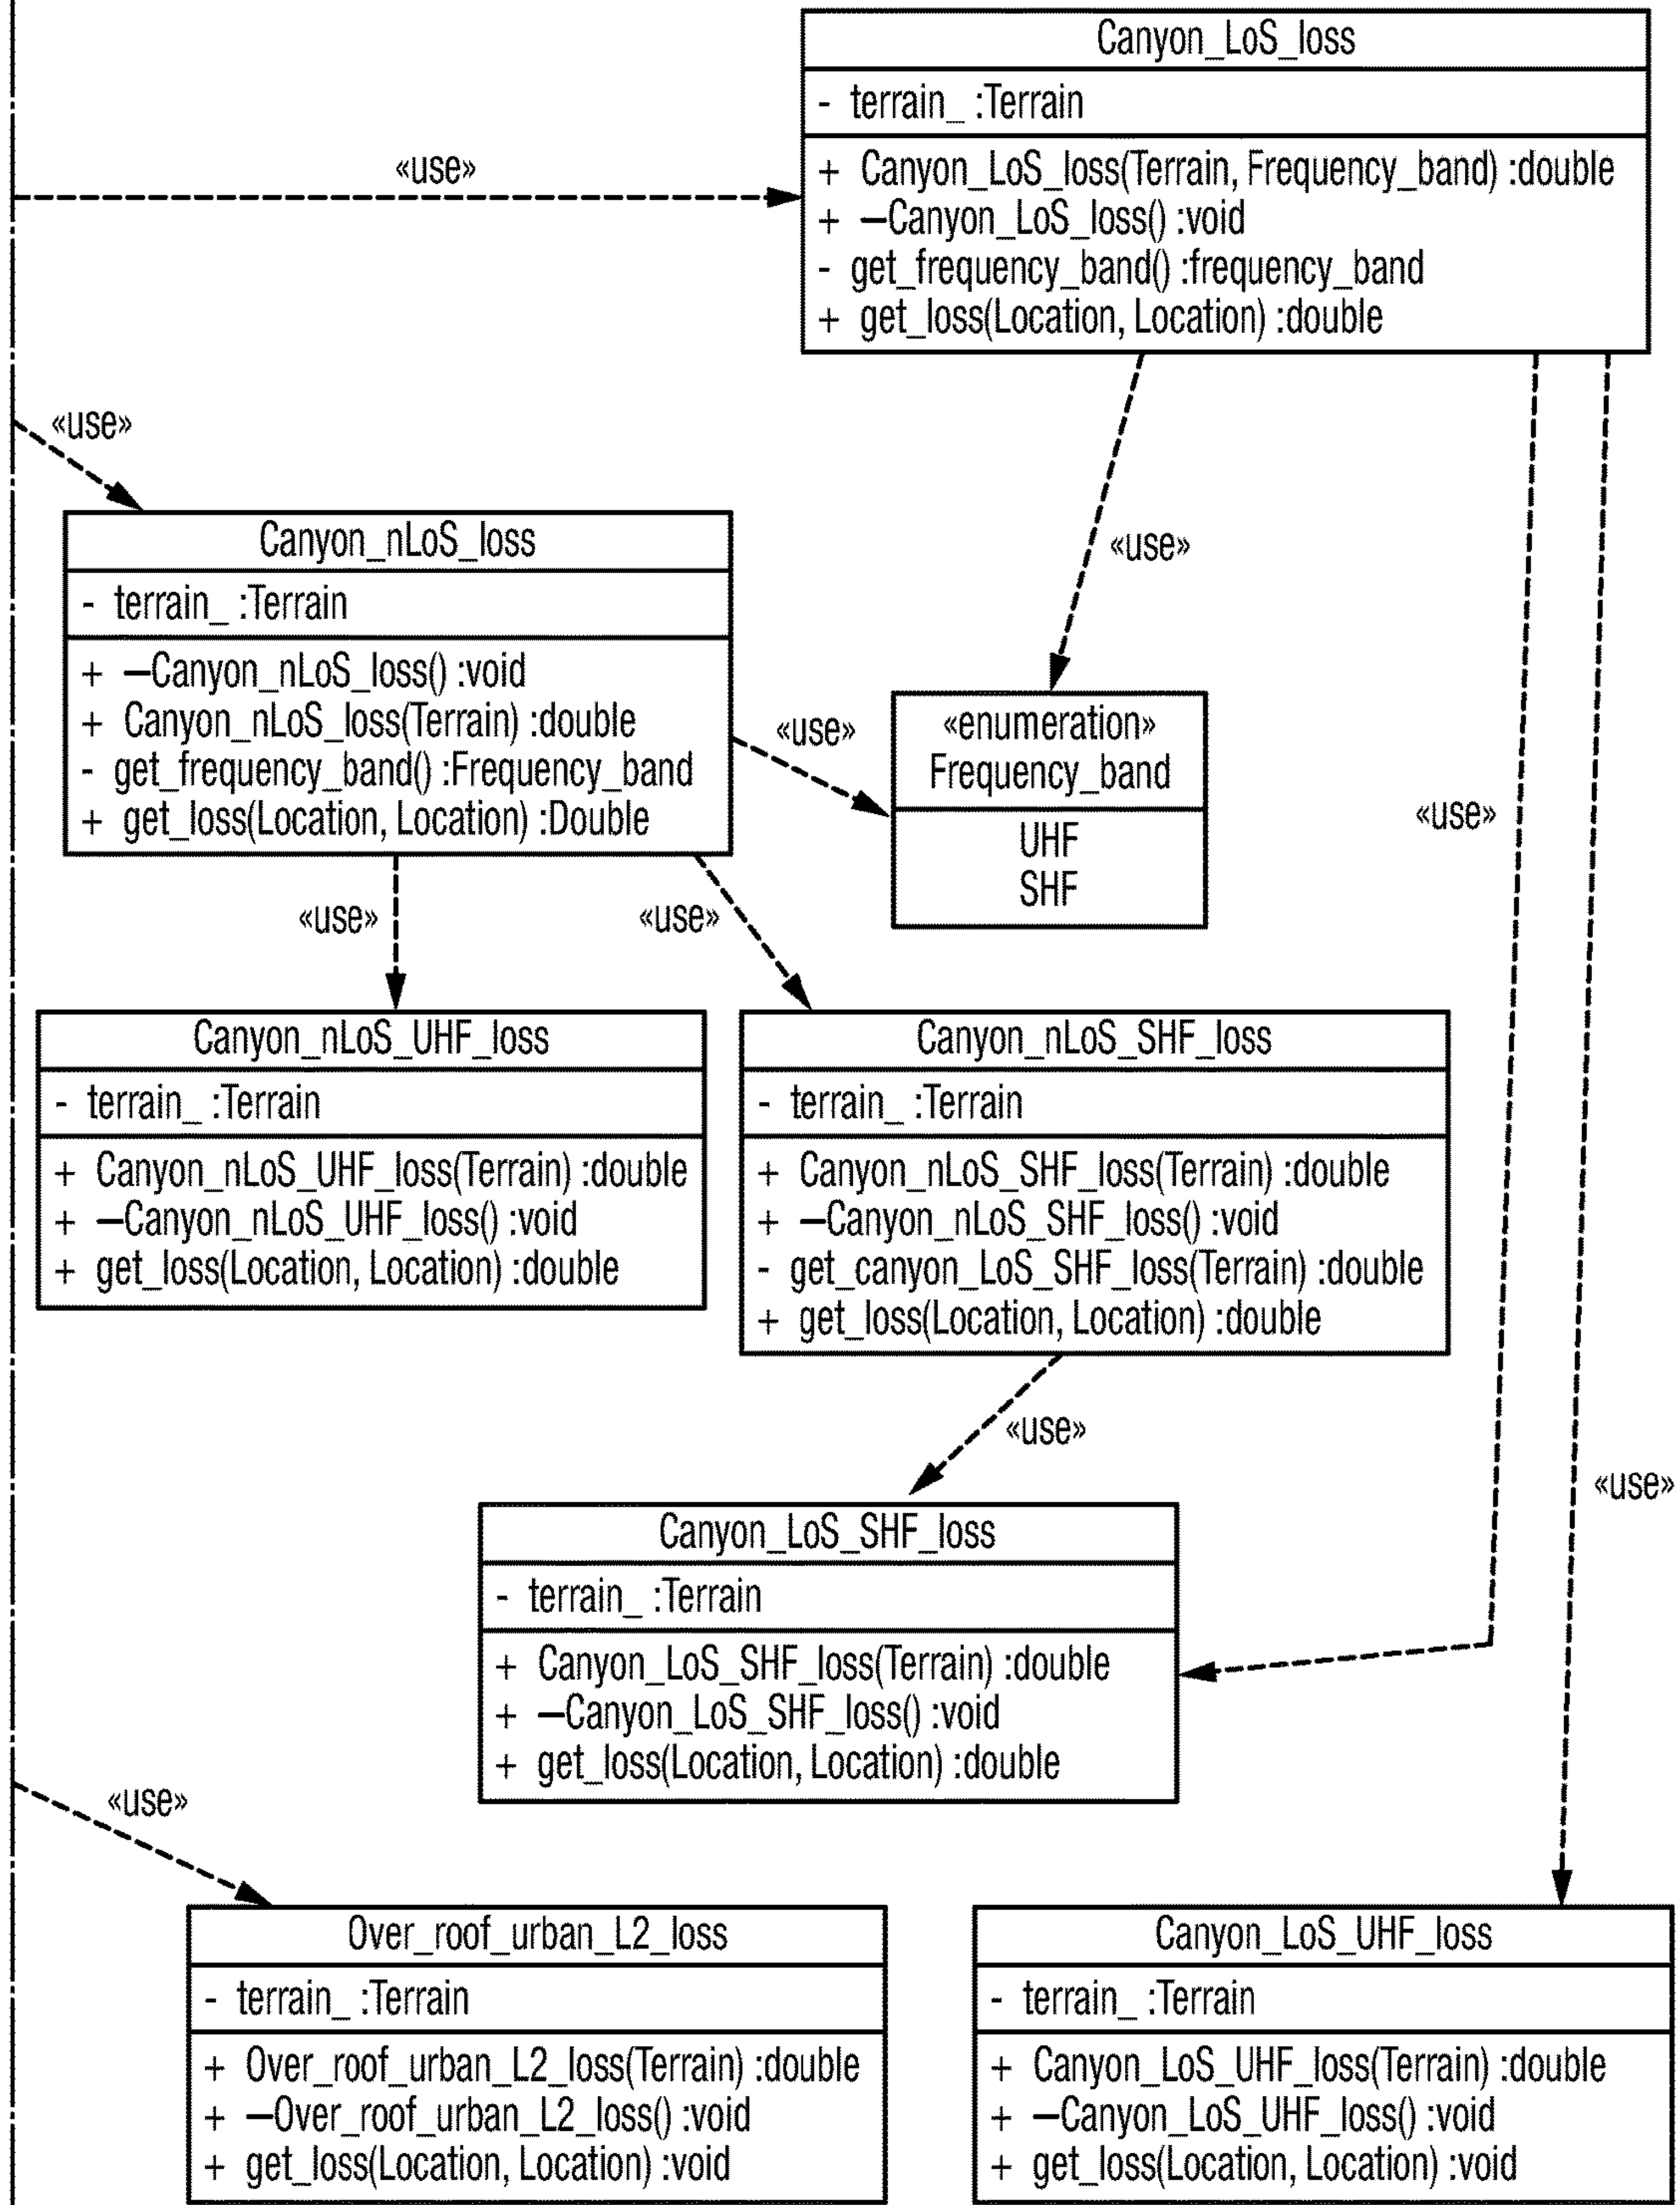 Canyon_LoS_loss
- terrain_ :Terrain
+ Canyon_LoS_loss(Terrain, Frequency_band) :double
+ —Canyon_LoS_loss() :void
- get_frequency_band() :frequency_band
+ get_loss(Location, Location) :double
«use»
«use»
Canyon_nLoS_loss
- terrain_ :Terrain
+ —Canyon_nLoS_loss() :void
+ Canyon_nLoS_loss(Terrain) :double
- get_frequency_band() :Frequency_band
+ get_loss(Location, Location) :Double
«use»
«use»
«enumeration»
Frequency_band
UHF
SHF
«use»
«use»
«use»
Canyon_nLoS_UHF_loss
- terrain_ :Terrain
+ Canyon_nLoS_UHF_loss(Terrain) :double
+ —Canyon_nLoS_UHF_loss() :void
+ get_loss(Location, Location) :double
Canyon_nLoS_SHF_loss
- terrain_ :Terrain
+ Canyon_nLoS_SHF_loss(Terrain) :double
+ —Canyon_nLoS_SHF_loss() :void
- get_canyon_LoS_SHF_loss(Terrain) :double
+ get_loss(Location, Location) :double
«use»
«use»
Canyon_LoS_SHF_loss
- terrain_ :Terrain
+ Canyon_LoS_SHF_loss(Terrain) :double
+ —Canyon_LoS_SHF_loss() :void
+ get_loss(Location, Location) :double
«use»
Over_roof_urban_L2_loss
- terrain_ :Terrain
+ Over_roof_urban_L2_loss(Terrain) :double
+ —Over_roof_urban_L2_loss() :void
+ get_loss(Location, Location) :void
Canyon_LoS_UHF_loss
- terrain_ :Terrain
+ Canyon_LoS_UHF_loss(Terrain) :double
+ —Canyon_LoS_UHF_loss() :void
+ get_loss(Location, Location) :void